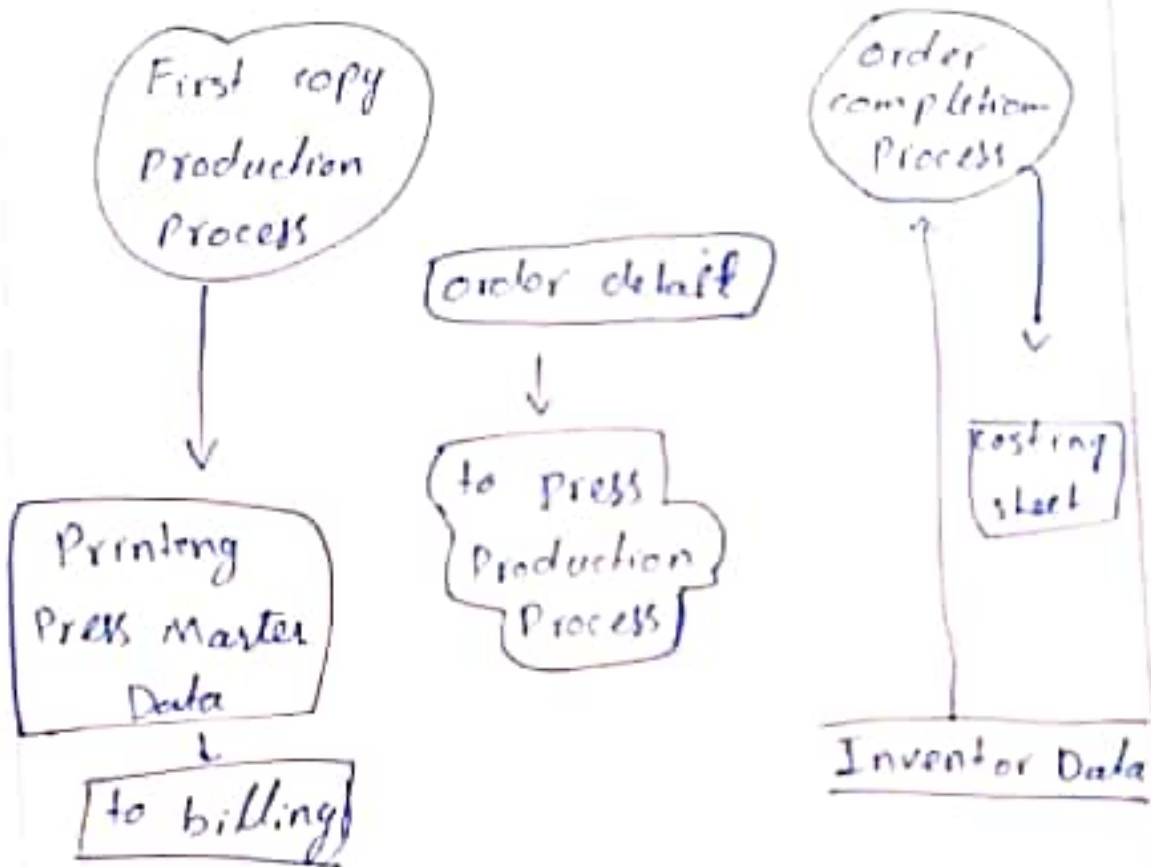 First copy
Production
Process
order
completion
Process
order detail
to press
Production
Process
costing
sheet
Printeng
Press Master
Data
to billing
Inventor Data